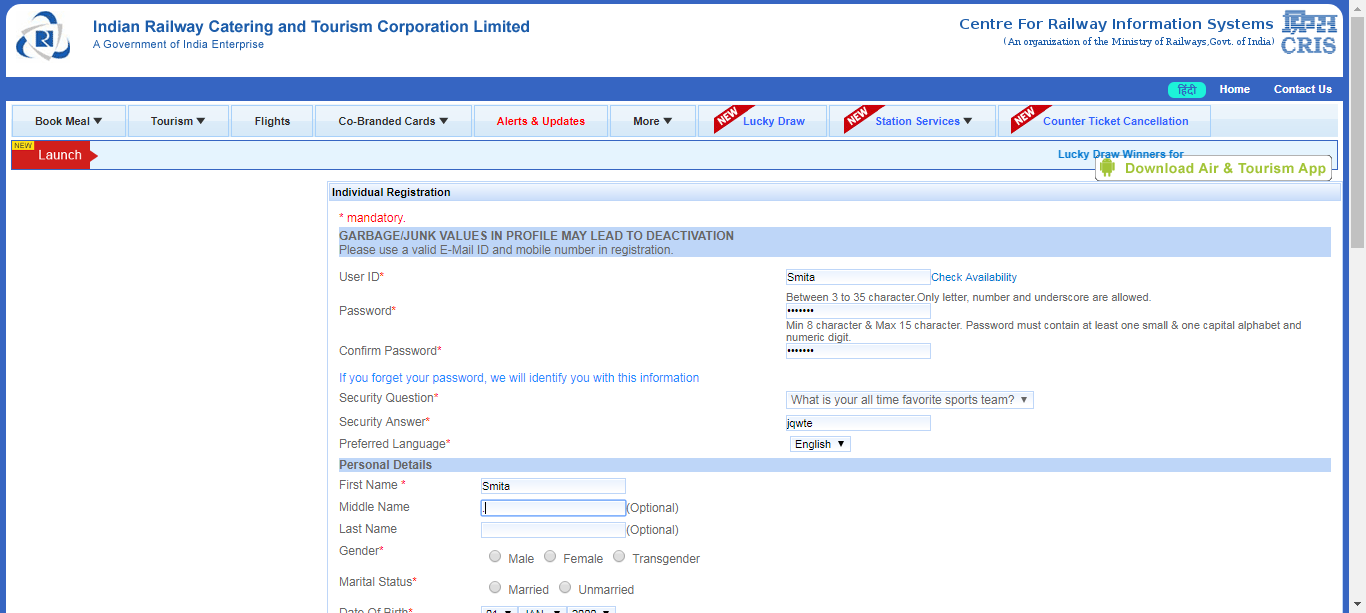 Indian Railway Catering and Tourism Corporation Limited
A Government of India Enterprise
Centre For Railway Information Systems
(An organization of the Ministry of Railways,Govt. of India)
क्रिस
CRIS
हिंदी Home Contact Us
Book Meal ▼ Tourism ▼ Flights Co-Branded Cards ▼ Alerts & Updates More ▼ NEW Lucky Draw NEW Station Services ▼ NEW Counter Ticket Cancellation
NEW
Launch
Lucky Draw Winners for
Download Air & Tourism App
Individual Registration
* mandatory.
GARBAGE/JUNK VALUES IN PROFILE MAY LEAD TO DEACTIVATION
Please use a valid E-Mail ID and mobile number in registration.
User ID* Smita Check Availability
Between 3 to 35 character.Only letter, number and underscore are allowed.
Password* •••••••
Min 8 character & Max 15 character. Password must contain at least one small & one capital alphabet and
numeric digit.
Confirm Password* •••••••
If you forget your password, we will identify you with this information
Security Question* What is your all time favorite sports team? ▼
Security Answer* jqwte
Preferred Language* English ▼
Personal Details
First Name * Smita
Middle Name . (Optional)
Last Name (Optional)
Gender* Male Female Transgender
Marital Status* Married Unmarried
Date Of Birth* 01 ▼ JAN ▼ 2000 ▼